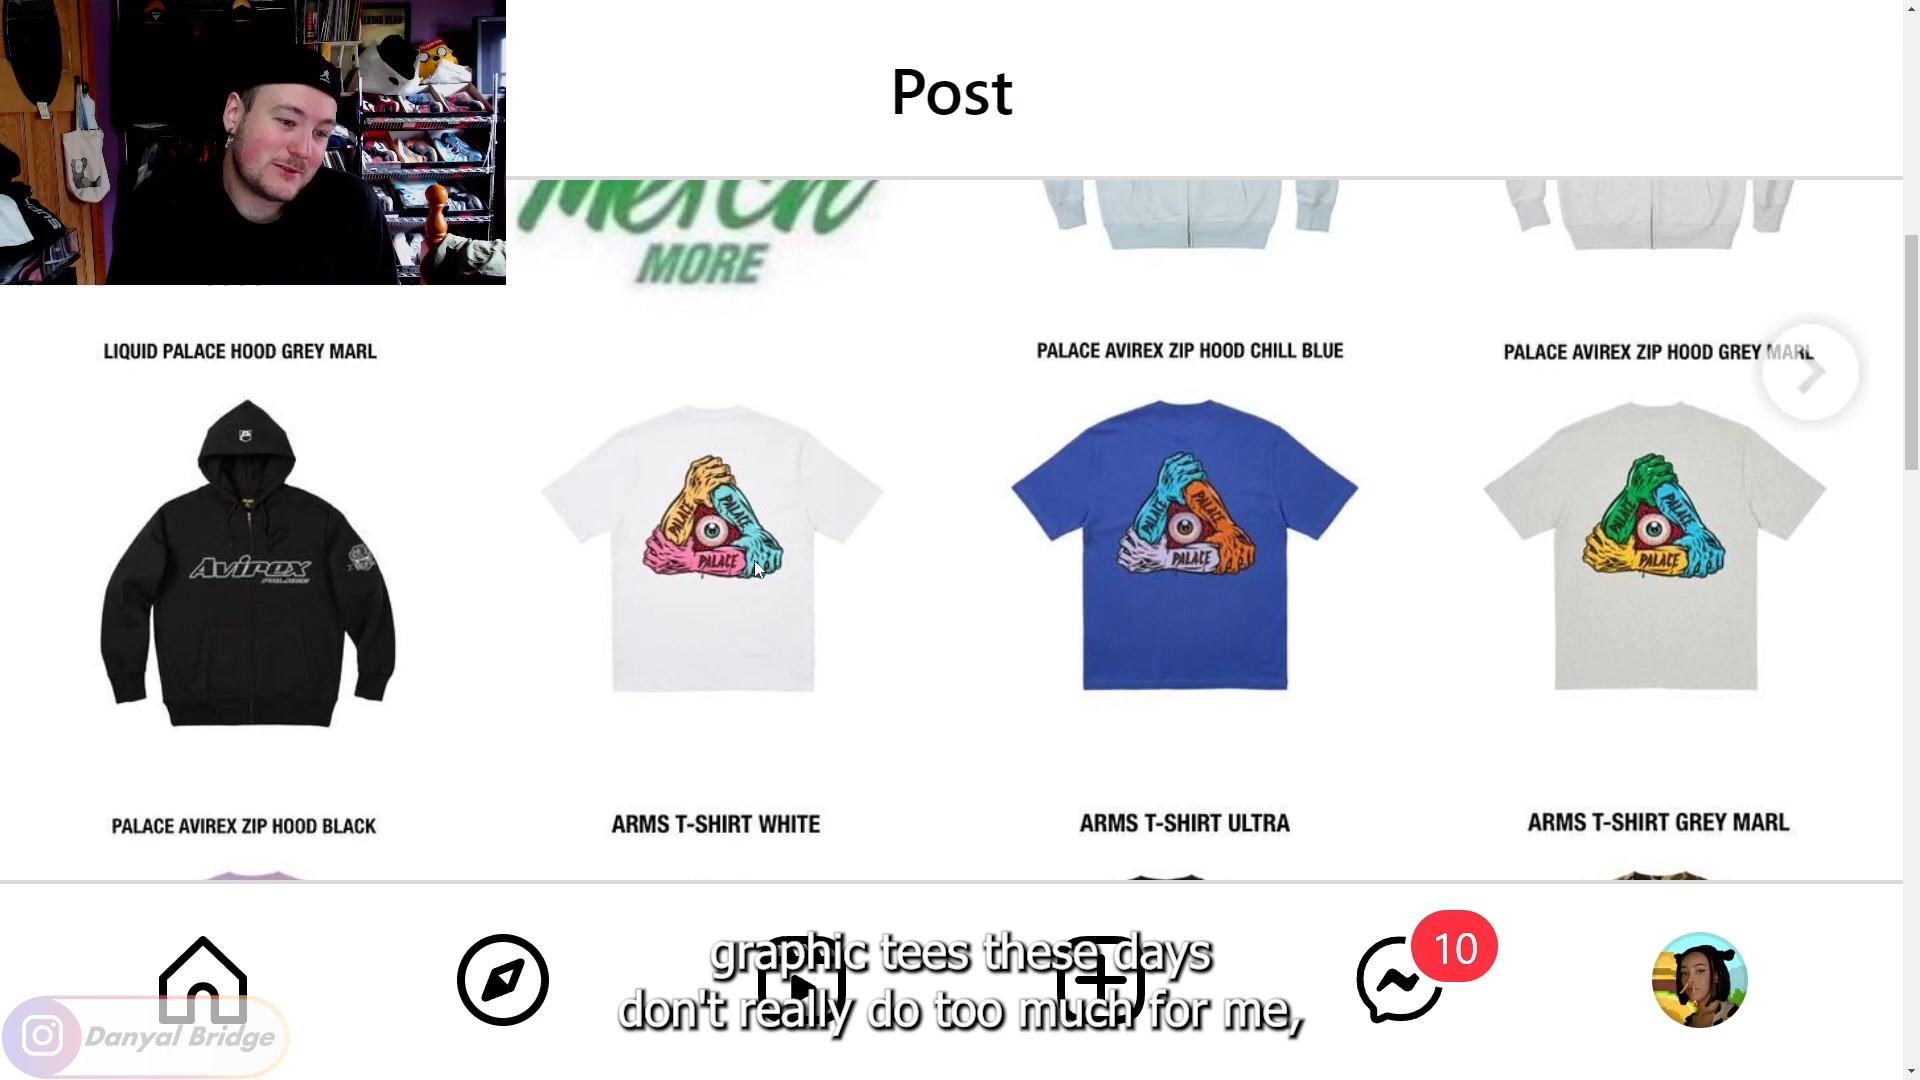 Post
Merch
MORE
LIQUID PALACE HOOD GREY MARL
PALACE AVIREX ZIP HOOD CHILL BLUE
PALACE AVIREX ZIP HOOD GREY MARL
Avirex
PALACE
PALACE
PALACE
PALACE
PALACE
PALACE
PALACE
PALACE
PALACE
PALACE
PALACE AVIREX ZIP HOOD BLACK
ARMS T-SHIRT WHITE
ARMS T-SHIRT ULTRA
ARMS T-SHIRT GREY MARL
graphic tees these days
don't really do too much for me,
10
Danyal Bridge